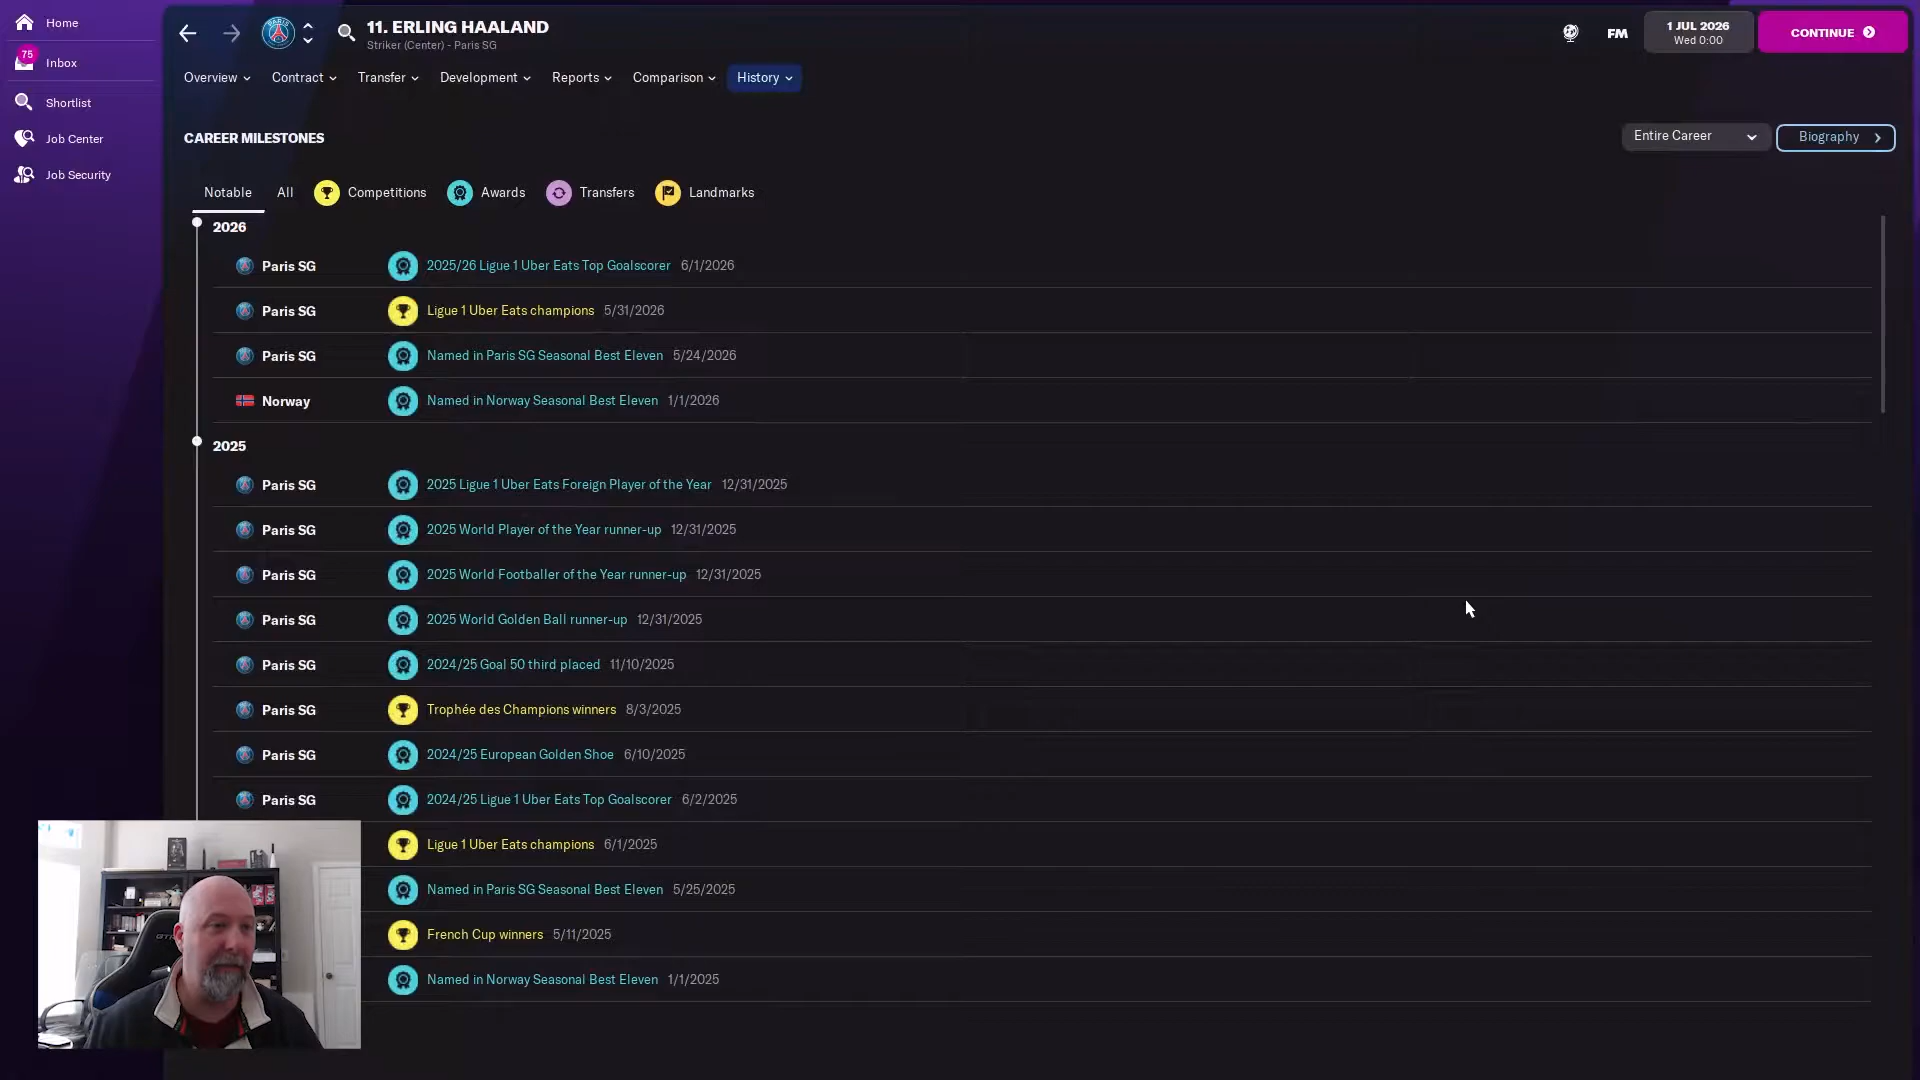 Home
75
Inbox
Shortlist
Job Center
Job Security
11. ERLING HAALAND
Striker (Center) - Paris SG
FM
1 JUL 2026
Wed 0:00
CONTINUE
Overview
Contract
Transfer
Development
Reports
Comparison
History
CAREER MILESTONES
Entire Career
Biography
Notable
All
Competitions
Awards
Transfers
Landmarks
2026
Paris SG 2025/26 Ligue 1 Uber Eats Top Goalscorer 6/1/2026
Paris SG Ligue 1 Uber Eats champions 5/31/2026
Paris SG Named in Paris SG Seasonal Best Eleven 5/24/2026
Norway Named in Norway Seasonal Best Eleven 1/1/2026
2025
Paris SG 2025 Ligue 1 Uber Eats Foreign Player of the Year 12/31/2025
Paris SG 2025 World Player of the Year runner-up 12/31/2025
Paris SG 2025 World Footballer of the Year runner-up 12/31/2025
Paris SG 2025 World Golden Ball runner-up 12/31/2025
Paris SG 2024/25 Goal 50 third placed 11/10/2025
Paris SG Trophée des Champions winners 8/3/2025
Paris SG 2024/25 European Golden Shoe 6/10/2025
Paris SG 2024/25 Ligue 1 Uber Eats Top Goalscorer 6/2/2025
Ligue 1 Uber Eats champions 6/1/2025
Named in Paris SG Seasonal Best Eleven 5/25/2025
French Cup winners 5/11/2025
Named in Norway Seasonal Best Eleven 1/1/2025